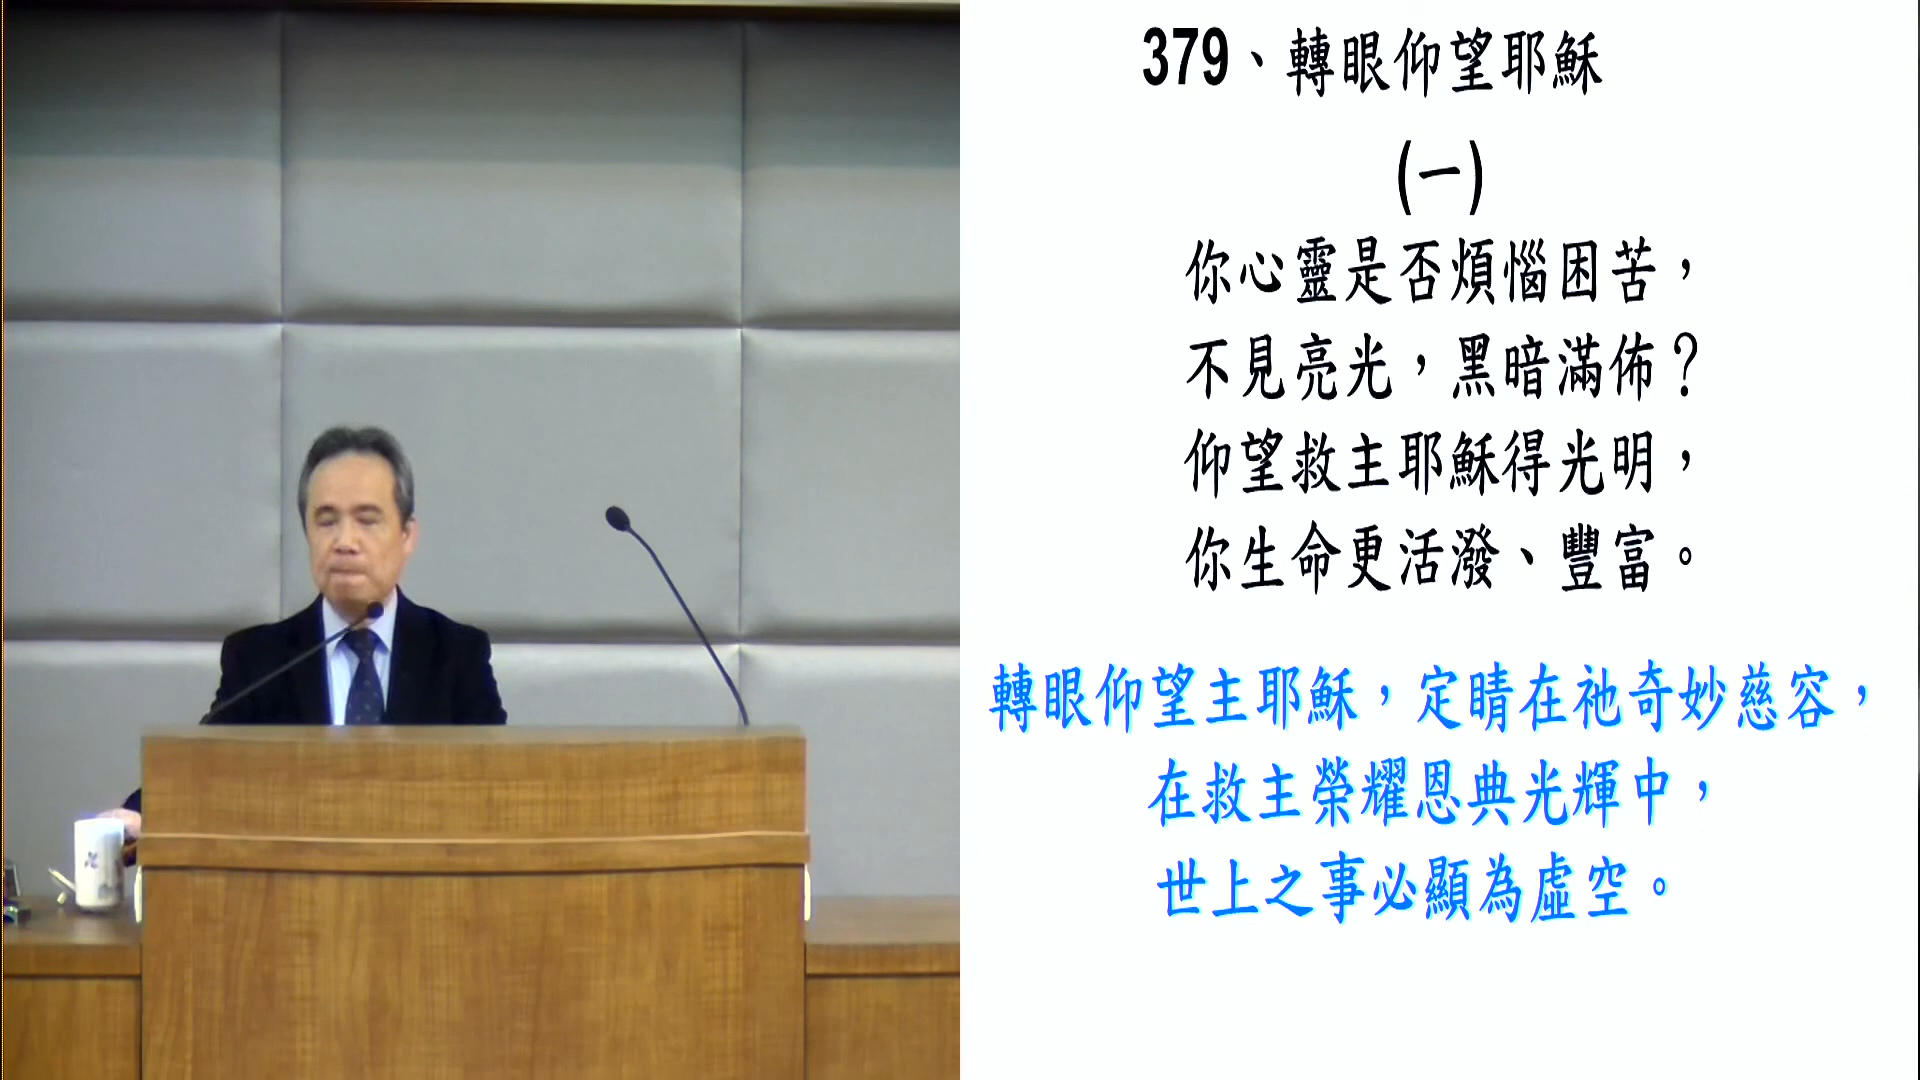 379、轉眼仰望耶穌
(一)
你心靈是否煩惱困苦，
不見亮光，黑暗滿佈？
仰望救主耶穌得光明，
你生命更活潑、豐富。
轉眼仰望主耶穌，定睛在祂奇妙慈容，
在救主榮耀恩典光輝中，
世上之事必顯為虛空。